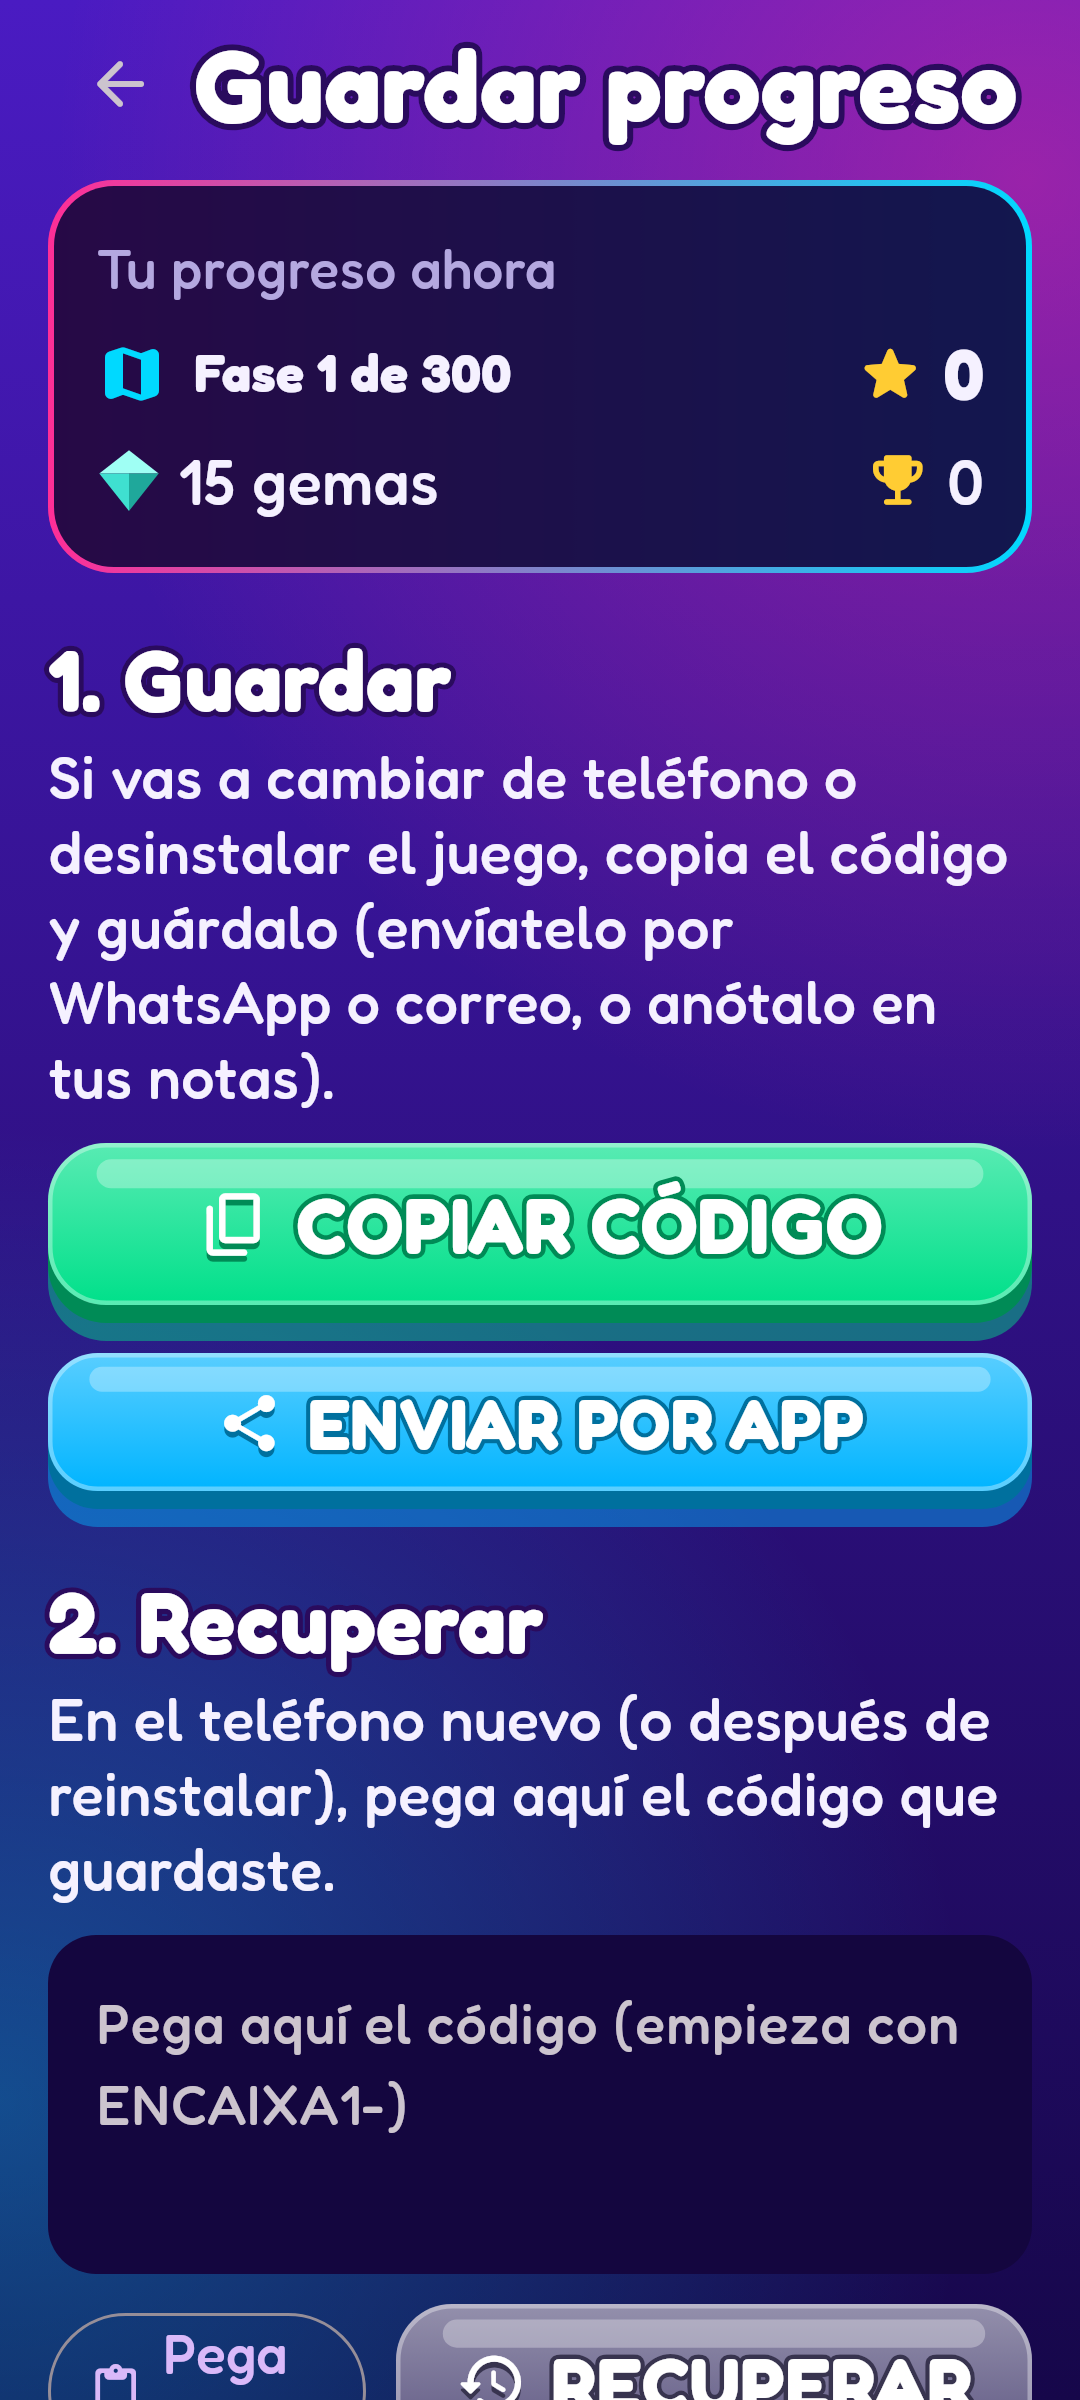 Guardar progreso
Tu progreso ahora
Fase 1 de 300
0
15 gemas
0
1. Guardar
Si vas a cambiar de teléfono o
desinstalar el juego, copia el código
y guárdalo (envíatelo por
WhatsApp o correo, o anótalo en
tus notas).
COPIAR CÓDIGO
ENVIAR POR APP
2. Recuperar
En el teléfono nuevo (o después de
reinstalar), pega aquí el código que
guardaste.
Pega aquí el código (empieza con
ENCAIXA1-)
Pega
RECUPERAR